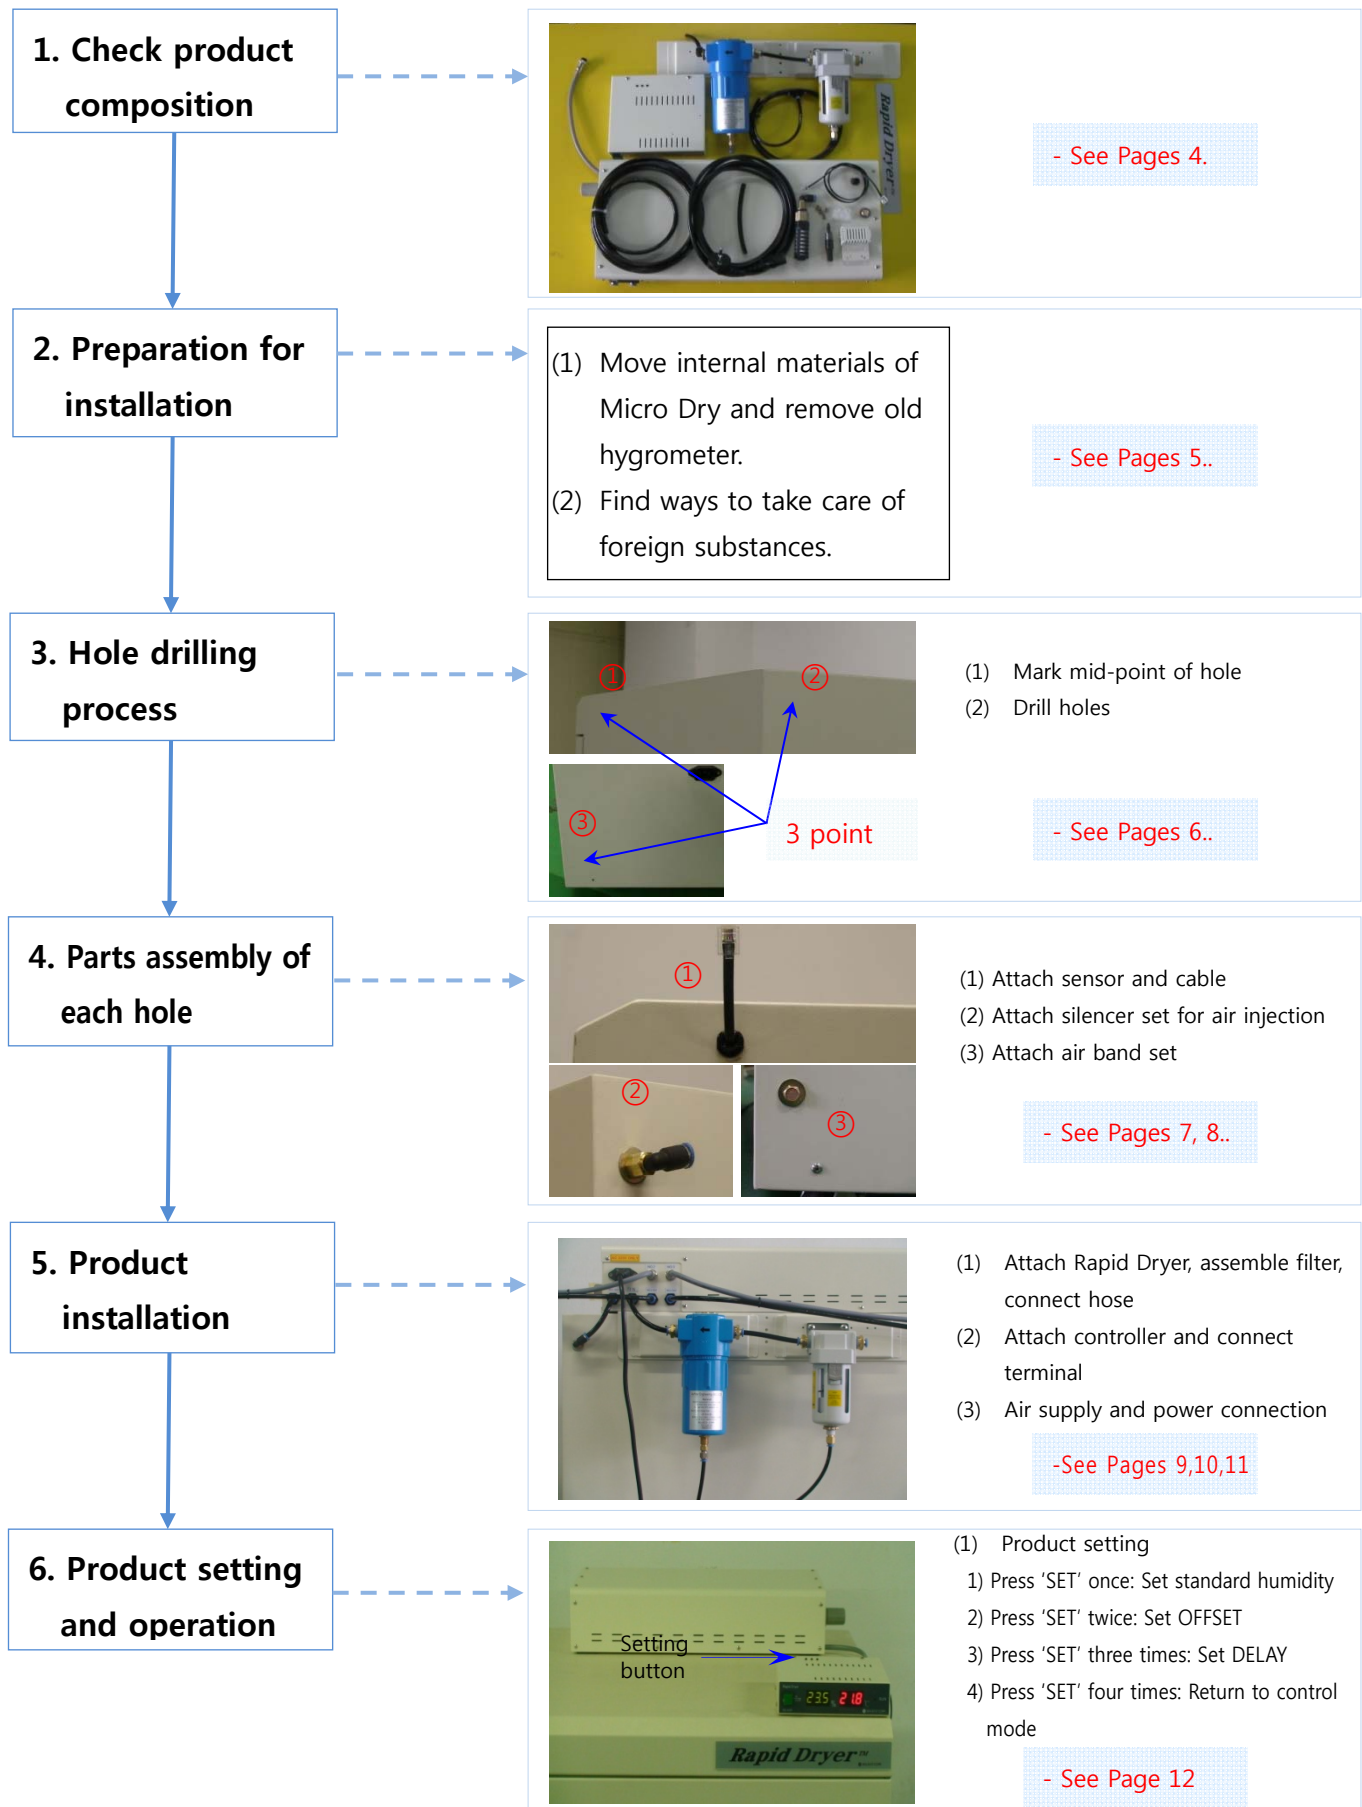 1. Check product
composition
Rapid Dryer™
- See Pages 4.
2. Preparation for
installation
(1) Move internal materials of
Micro Dry and remove old
hygrometer.
(2) Find ways to take care of
foreign substances.
- See Pages 5..
3. Hole drilling
process
①
②
③
3 point
(1) Mark mid-point of hole
(2) Drill holes
- See Pages 6..
4. Parts assembly of
each hole
①
②
③
(1) Attach sensor and cable
(2) Attach silencer set for air injection
(3) Attach air band set
- See Pages 7, 8..
5. Product
installation
(1) Attach Rapid Dryer, assemble filter,
connect hose
(2) Attach controller and connect
terminal
(3) Air supply and power connection
-See Pages 9,10,11
6. Product setting
and operation
Setting
button
23.5 21.8
Rapid Dryer™
(1) Product setting
1) Press ‘SET’ once: Set standard humidity
2) Press ‘SET’ twice: Set OFFSET
3) Press ‘SET’ three times: Set DELAY
4) Press ‘SET’ four times: Return to control
mode
- See Page 12